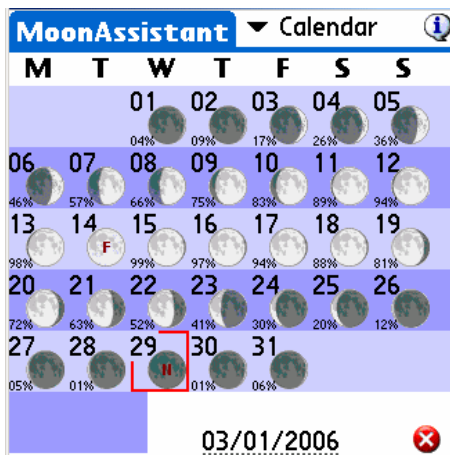 MoonAssistant Calendar i
M T W T F S S
01 02 03 04 05
04% 09% 17% 26% 36%
06 07 08 09 10 11 12
46% 57% 66% 75% 83% 89% 94%
13 14 15 16 17 18 19
F
98% 99% 97% 94% 88% 81%
20 21 22 23 24 25 26
72% 63% 52% 41% 30% 20% 12%
27 28 29 30 31
N
05% 01% 01% 06%
03/01/2006